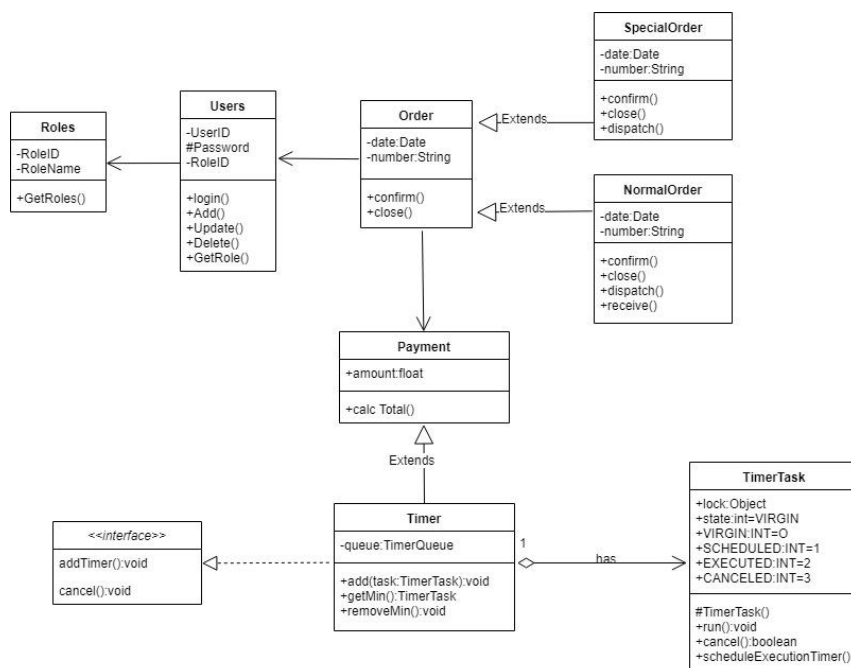 SpecialOrder
-date:Date
-number:String
+confirm()
+close()
+dispatch()
Extends
Roles
-RoleID
-RoleName
+GetRoles()
Users
-UserID
#Password
-RoleID
+login()
+Add()
+Update()
+Delete()
+GetRole()
Order
-date:Date
-number:String
+confirm()
+close()
Extends
NormalOrder
-date:Date
-number:String
+confirm()
+close()
+dispatch()
+receive()
Payment
+amount:float
+calc Total()
Extends
<<interface>>
addTimer():void
cancel():void
Timer
-queue:TimerQueue
+add(task:TimerTask):void
+getMin():TimerTask
+removeMin():void
1
has
TimerTask
+lock:Object
+state:int=VIRGIN
+VIRGIN:INT=O
+SCHEDULED:INT=1
+EXECUTED:INT=2
+CANCELED:INT=3
#TimerTask()
+run():void
+cancel():boolean
+scheduleExecutionTimer()